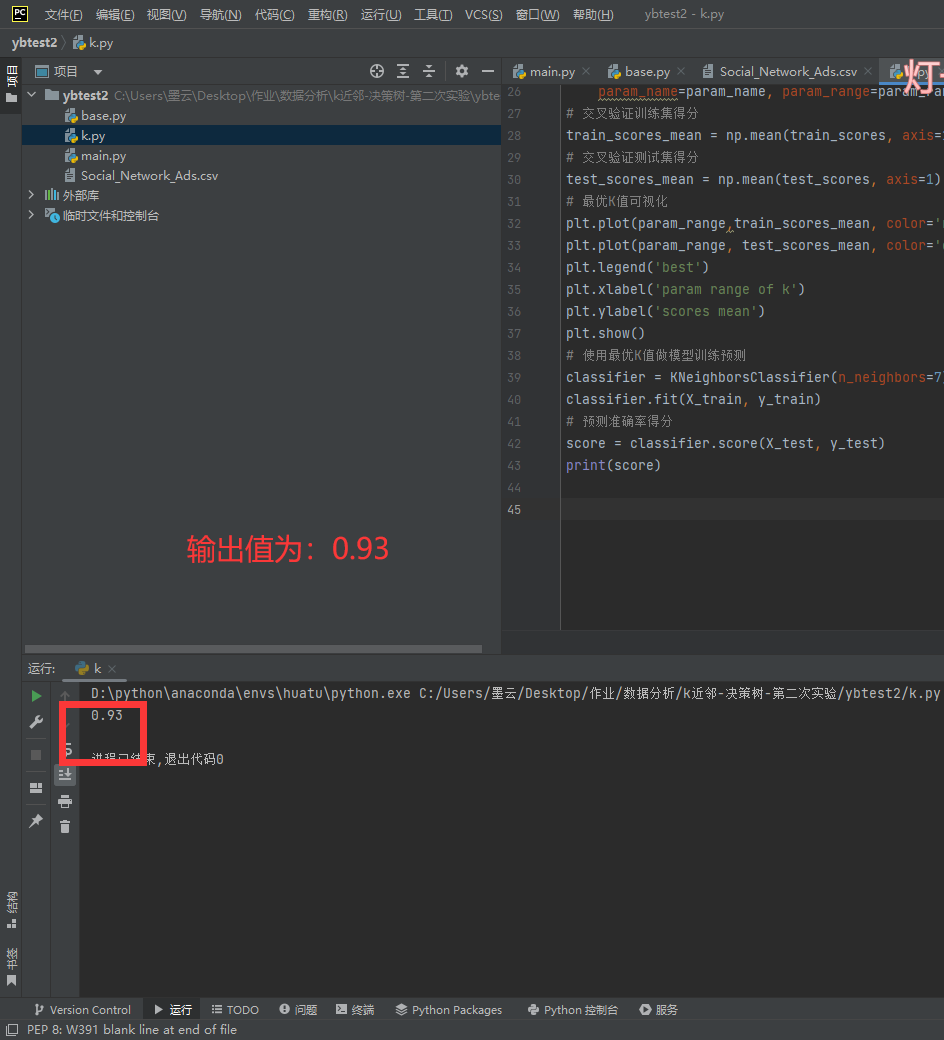 PC 文件(F) 编辑(E) 视图(V) 导航(N) 代码(C) 重构(R) 运行(U) 工具(T) VCS(S) 窗口(W) 帮助(H) ybtest2 - k.py
ybtest2 k.py
项目
项目
main.py
base.py
Social_Network_Ads.csv
灯
ybtest2 C:\Users\墨云\Desktop\作业\数据分析\k近邻-决策树-第二次实验\ybte
base.py
k.py
main.py
Social_Network_Ads.csv
外部库
临时文件和控制台
26 param_name=param_name, param_range=param_
27 # 交叉验证训练集得分
28 train_scores_mean = np.mean(train_scores, axis=
29 # 交叉验证测试集得分
30 test_scores_mean = np.mean(test_scores, axis=1)
31 # 最优K值可视化
32 plt.plot(param_range,train_scores_mean, color='
33 plt.plot(param_range, test_scores_mean, color='
34 plt.legend('best')
35 plt.xlabel('param range of k')
36 plt.ylabel('scores mean')
37 plt.show()
38 # 使用最优K值做模型训练预测
39 classifier = KNeighborsClassifier(n_neighbors=7
40 classifier.fit(X_train, y_train)
41 # 预测准确率得分
42 score = classifier.score(X_test, y_test)
43 print(score)
44
45
输出值为：0.93
运行: k
D:\python\anaconda\envs\huatu\python.exe C:/Users/墨云/Desktop/作业/数据分析/k近邻-决策树-第二次实验/ybtest2/k.py
0.93
进程已结束,退出代码0
结构
书签
Version Control 运行 TODO 问题 终端 Python Packages Python 控制台 服务
PEP 8: W391 blank line at end of file